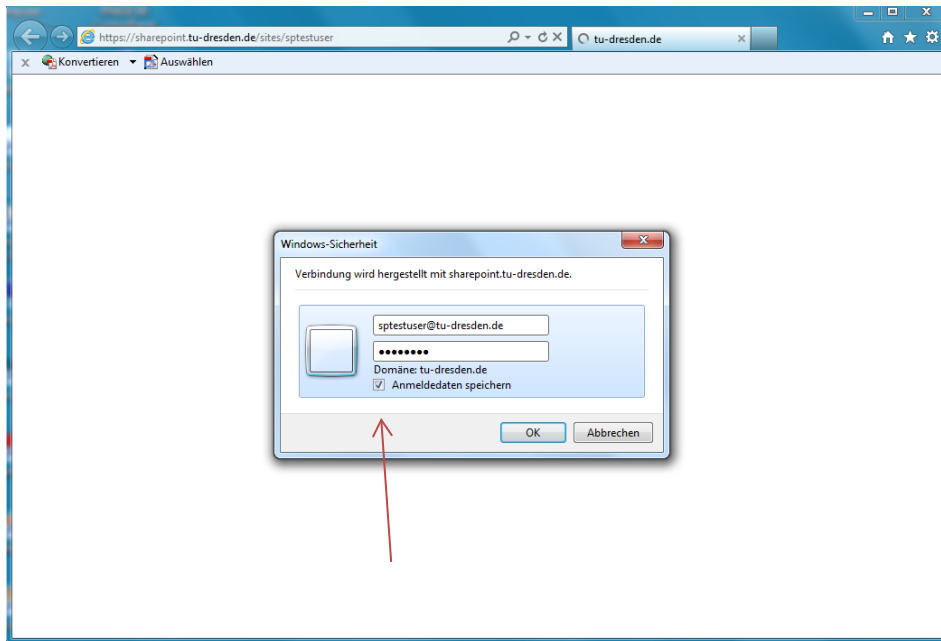 https://sharepoint.tu-dresden.de/sites/sptestuser
tu-dresden.de
Konvertieren
Auswählen
Windows-Sicherheit
Verbindung wird hergestellt mit sharepoint.tu-dresden.de.
sptestuser@tu-dresden.de
Domäne: tu-dresden.de
Anmeldedaten speichern
OK
Abbrechen